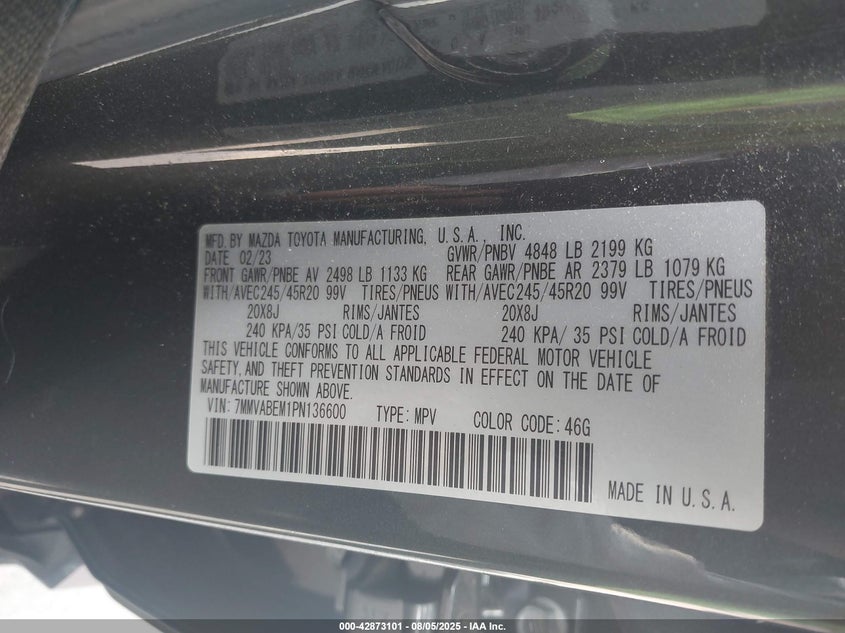 MFD. BY MAZDA TOYOTA MANUFACTURING, U.S.A., INC.
DATE 02/23 GVWR/PNBV 4848 LB 2199 KG
FRONT GAWR/PNBE AV 2498 LB 1133 KG REAR GAWR/PNBE AR 2379 LB 1079 KG
WITH/AVEC245/45R20 99V TIRES/PNEUS WITH/AVEC245/45R20 99V TIRES/PNEUS
20X8J RIMS/JANTES 20X8J RIMS/JANTES
240 KPA/35 PSI COLD/A FROID 240 KPA/ 35 PSI COLD/A FROID
THIS VEHICLE CONFORMS TO ALL APPLICABLE FEDERAL MOTOR VEHICLE
SAFETY, AND THEFT PREVENTION STANDARDS IN EFFECT ON THE DATE OF
MANUFACTURE SHOWN ABOVE.
VIN: 7MMVABEM1PN136600 TYPE: MPV COLOR CODE: 46G
MADE IN U.S.A.
000-42873101 - 08/05/2025 - IAA Inc.